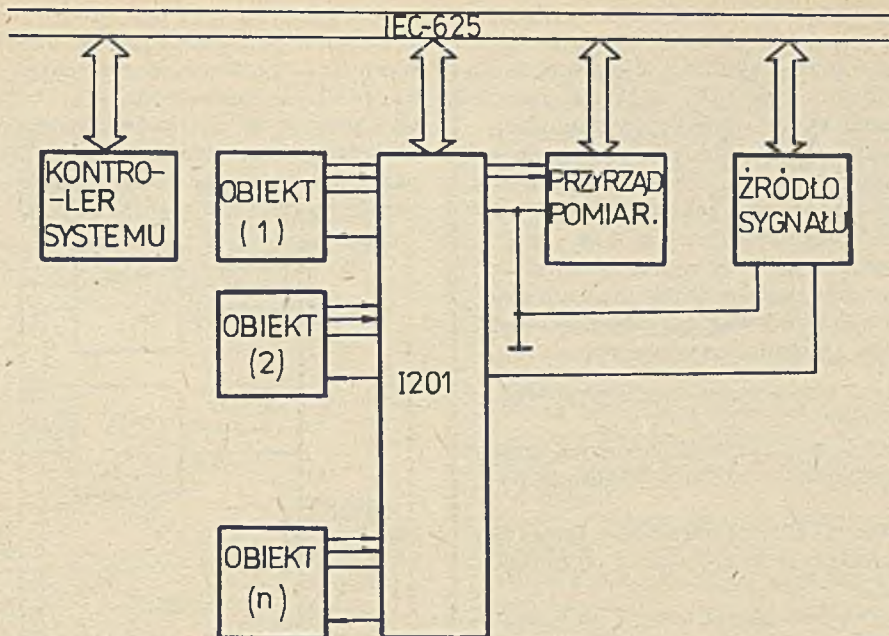 IEC-625
KONTRO-
-LER
SYSTEMU
OBIEKT
(1)
PRZYRZĄD
POMIAR.
ŹRÓDŁO
SYGNAŁU
OBIEKT
(2)
I201
OBIEKT
(n)